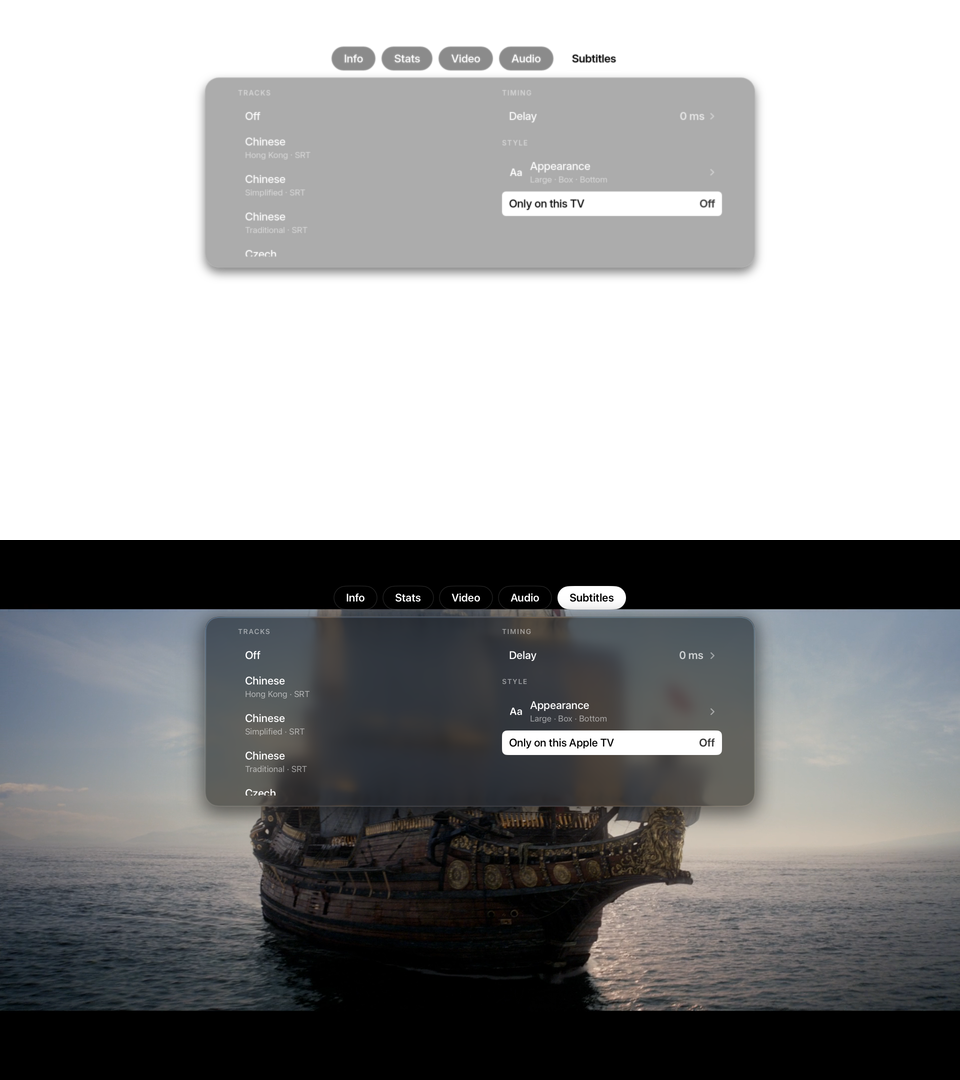 Info Stats Video Audio Subtitles
TRACKS
Off
Chinese
Hong Kong · SRT
Chinese
Simplified · SRT
Chinese
Traditional · SRT
Czech
TIMING
Delay 0 ms
STYLE
Aa Appearance
Large · Box · Bottom
Only on this TV Off
Info Stats Video Audio Subtitles
TRACKS
Off
Chinese
Hong Kong · SRT
Chinese
Simplified · SRT
Chinese
Traditional · SRT
Czech
TIMING
Delay 0 ms
STYLE
Aa Appearance
Large · Box · Bottom
Only on this Apple TV Off